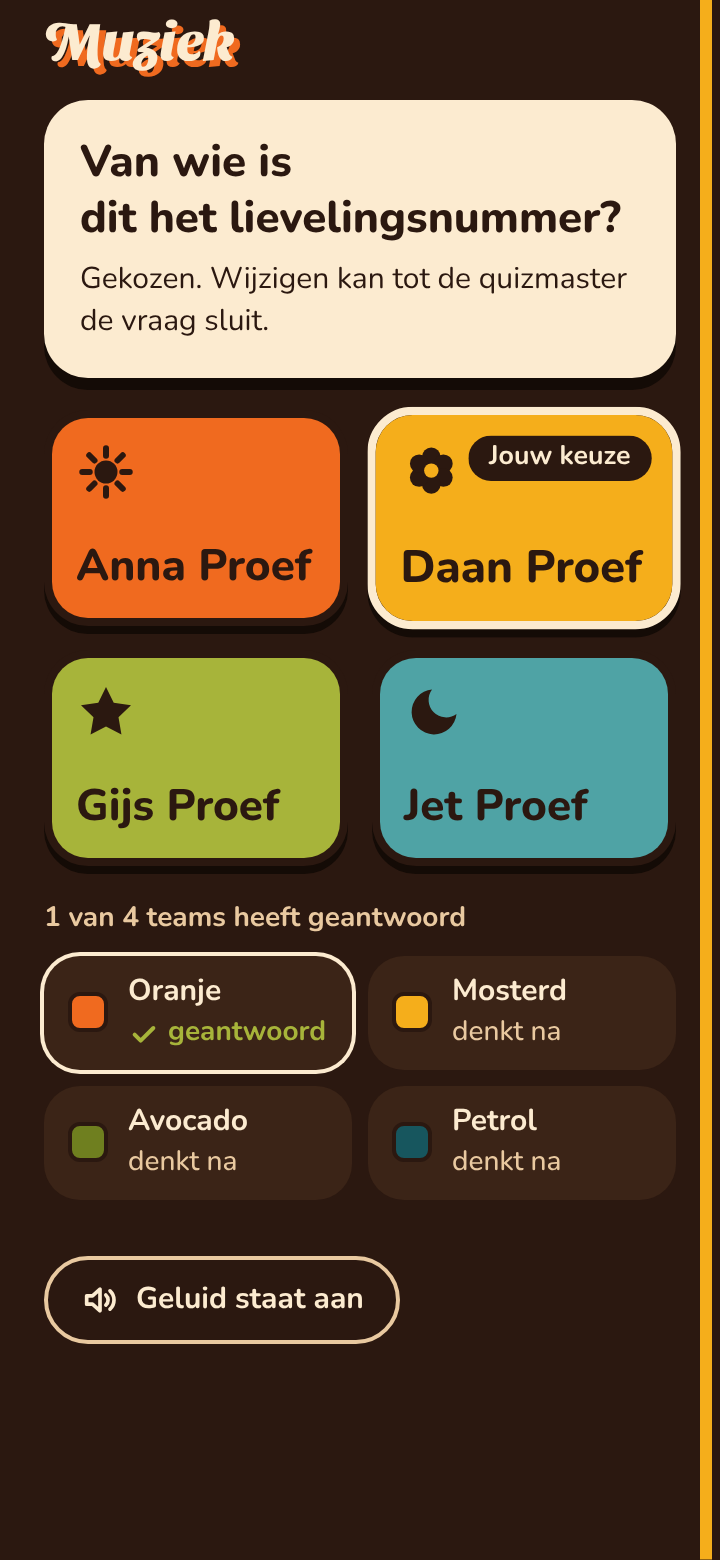 Muziek
Van wie is
dit het lievelingsnummer?
Gekozen. Wijzigen kan tot de quizmaster
de vraag sluit.
Anna Proef
Jouw keuze
Daan Proef
Gijs Proef
Jet Proef
1 van 4 teams heeft geantwoord
Oranje
geantwoord
Mosterd
denkt na
Avocado
denkt na
Petrol
denkt na
Geluid staat aan